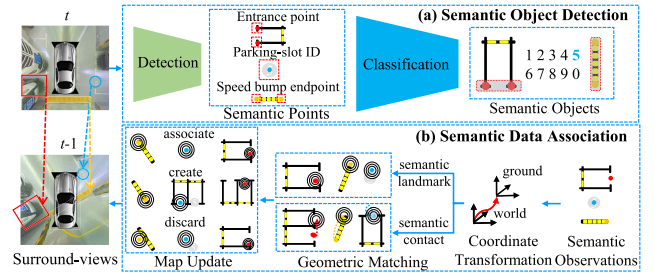 t
(a) Semantic Object Detection
Entrance point
Detection
Parking-slot ID
Speed bump endpoint
Semantic Points
Classification
1 2 3 4 5
6 7 8 9 0
Semantic Objects
t-1
(b) Semantic Data Association
associate
create
discard
Map Update
semantic
landmark
semantic
contact
Geometric Matching
ground
world
Coordinate
Transformation
Semantic
Observations
Surround-views